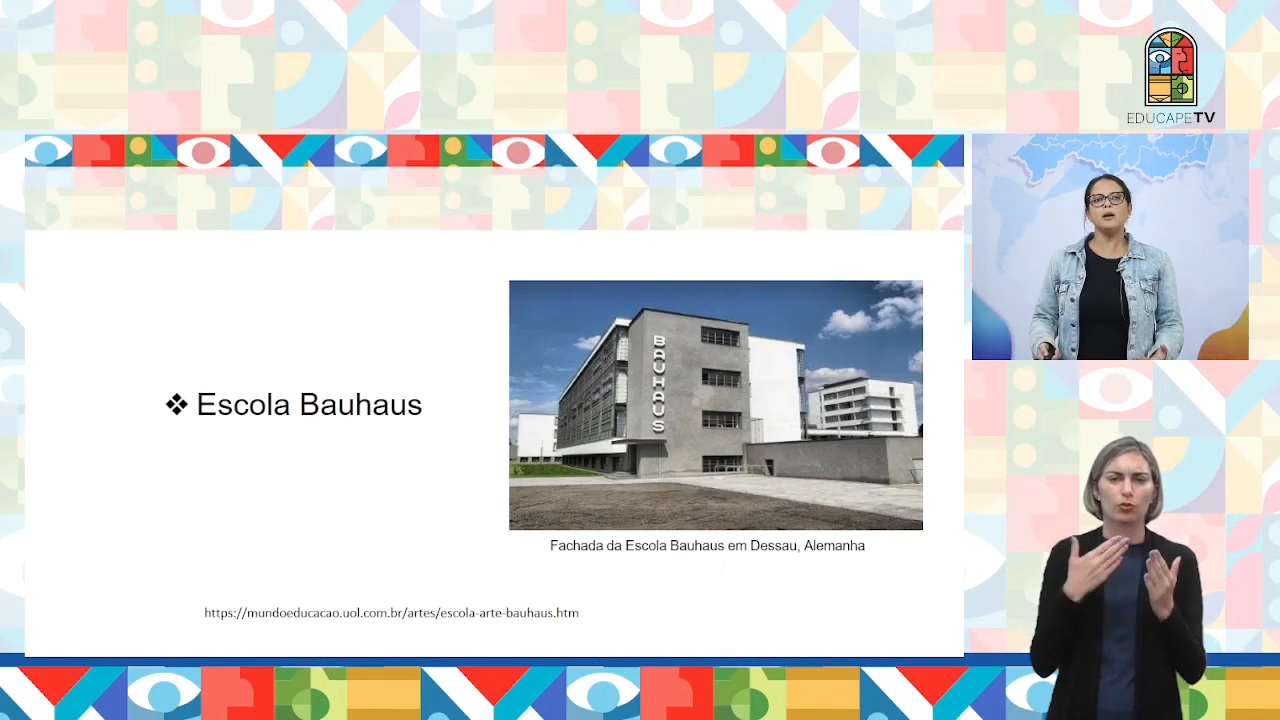 EDUCAPETV
❖ Escola Bauhaus
BAUHAUS
Fachada da Escola Bauhaus em Dessau, Alemanha
https://mundoeducacao.uol.com.br/artes/escola-arte-bauhaus.htm